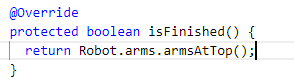 @Override
protected boolean isFinished() {
return Robot.arms.armsAtTop();
}